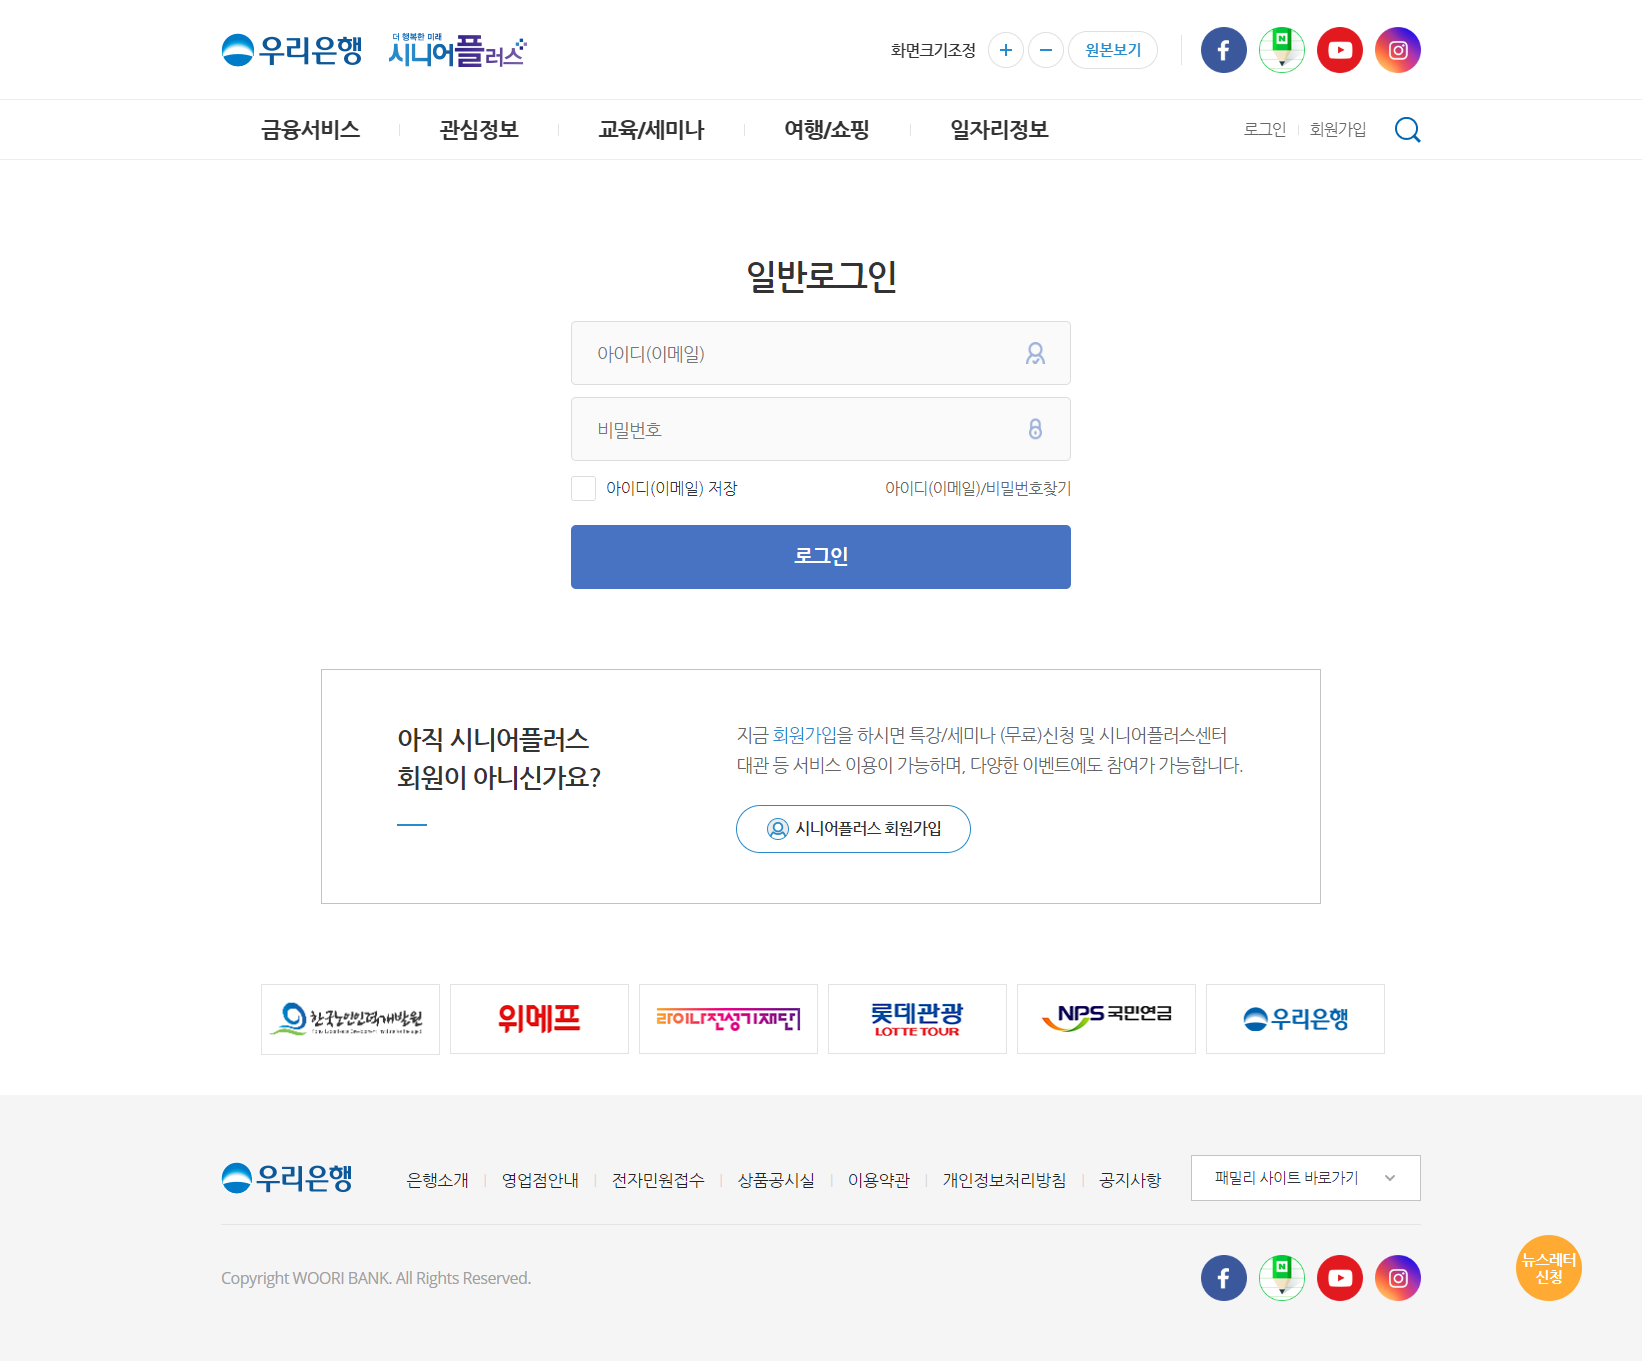 우리은행
더 행복한 미래
시니어플러스
화면크기조정
원본보기
금융서비스
관심정보
교육/세미나
여행/쇼핑
일자리정보
로그인
회원가입
일반로그인
아이디(이메일)
비밀번호
아이디(이메일) 저장
아이디(이메일)/비밀번호찾기
로그인
아직 시니어플러스
회원이 아니신가요?
지금 회원가입을 하시면 특강/세미나 (무료)신청 및 시니어플러스센터
대관 등 서비스 이용이 가능하며, 다양한 이벤트에도 참여가 가능합니다.
시니어플러스 회원가입
한국노인인력개발원
위메프
라이나전성기재단
롯데관광
LOTTE TOUR
NPS 국민연금
우리은행
우리은행
은행소개
영업점안내
전자민원접수
상품공시실
이용약관
개인정보처리방침
공지사항
패밀리 사이트 바로가기
Copyright WOORI BANK. All Rights Reserved.
뉴스레터
신청